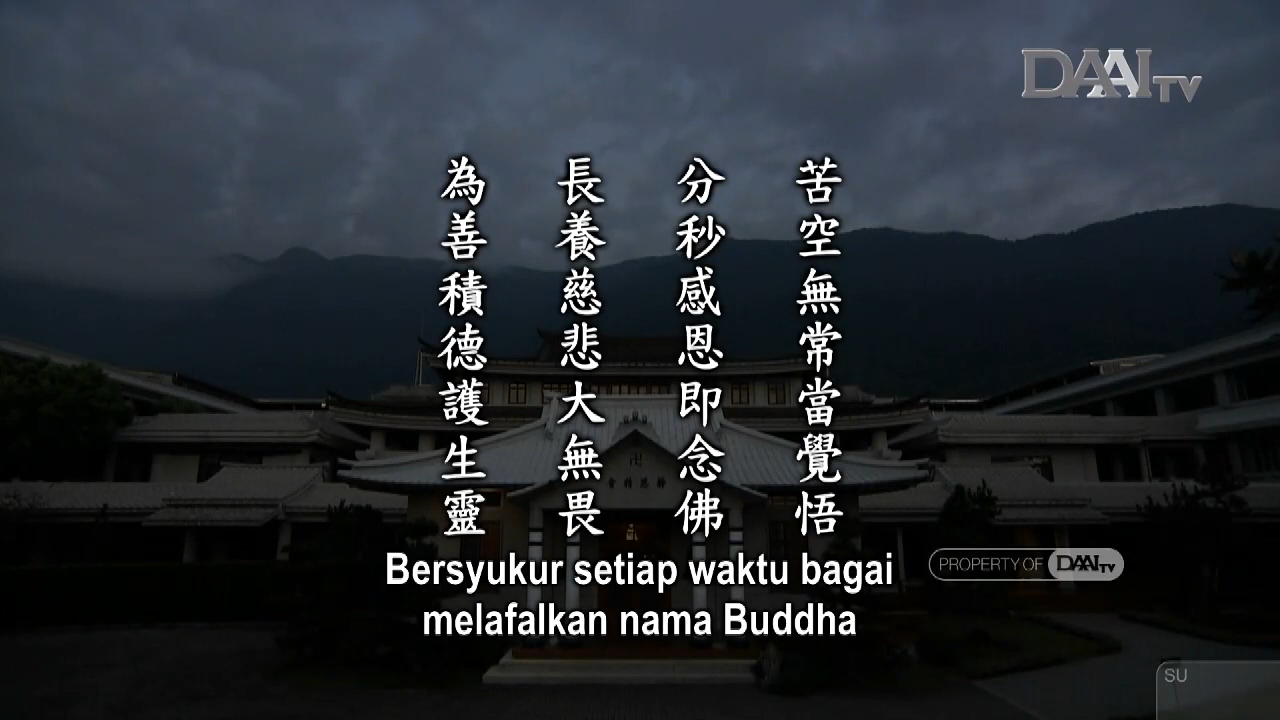 DAAI TV
苦空無常當覺悟
分秒感恩即念佛
長養慈悲大無畏
為善積德護生靈
Bersyukur setiap waktu bagai
melafalkan nama Buddha
PROPERTY OF DAAI TV
SU